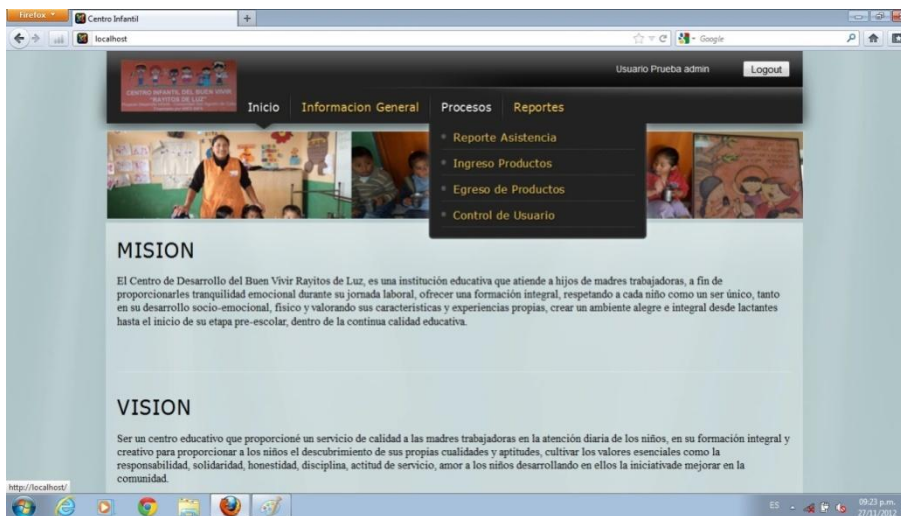 Firefox
Centro Infantil
localhost
Google
Usuario Prueba admin
Logout
CENTRO INFANTIL DEL BUEN VIVIR
"RAYITOS DE LUZ"
Inicio
Informacion General
Procesos
Reportes
Reporte Asistencia
Ingreso Productos
Egreso de Productos
Control de Usuario
MISION
El Centro de Desarrollo del Buen Vivir Rayitos de Luz, es una institución educativa que atiende a hijos de madres trabajadoras, a fin de
proporcionarles tranquilidad emocional durante su jornada laboral, ofrecer una formación integral, respetando a cada niño como un ser único, tanto
en su desarrollo socio-emocional, físico y valorando sus caracteristicas y experiencias propias, crear un ambiente alegre e integral desde lactantes
hasta el inicio de su etapa pre-escolar, dentro de la continua calidad educativa.
VISION
Ser un centro educativo que proporcioné un servicio de calidad a las madres trabajadoras en la atención diaria de los niños, en su formación integral y
creativo para proporcionar a los niños el descubrimiento de sus propias cualidades y aptitudes, cultivar los valores esenciales como la
responsabilidad, solidaridad, honestidad, disciplina, actitud de servicio, amor a los niños desarrollando en ellos la iniciativade mejorar en la
comunidad.
http://localhost/
ES
09:23 p.m.
27/11/2012